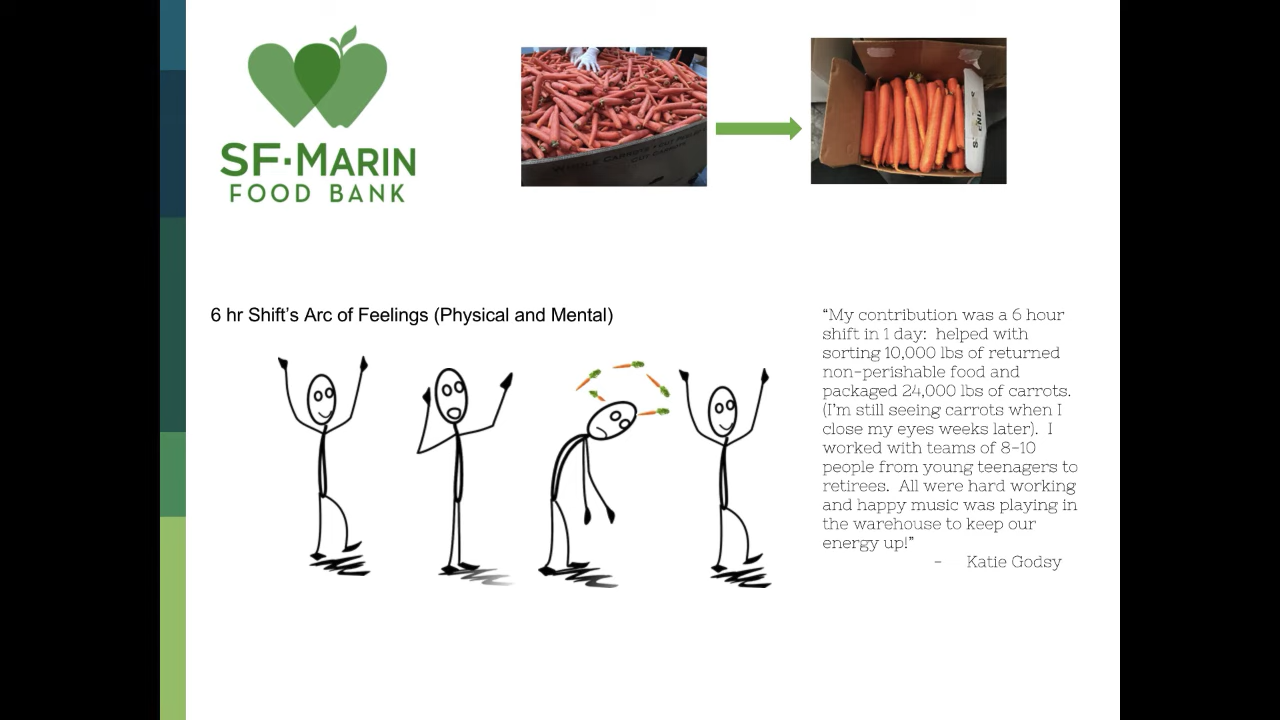 SF·MARIN
FOOD BANK
WHOLE CARROTS
CUT CARROTS
6 hr Shift’s Arc of Feelings (Physical and Mental)
“My contribution was a 6 hour
shift in 1 day:  helped with
sorting 10,000 lbs of returned
non-perishable food and
packaged 24,000 lbs of carrots.
(I’m still seeing carrots when I
close my eyes weeks later).  I
worked with teams of 8-10
people from young teenagers to
retirees.  All were hard working
and happy music was playing in
the warehouse to keep our
energy up!”
-    Katie Godsy